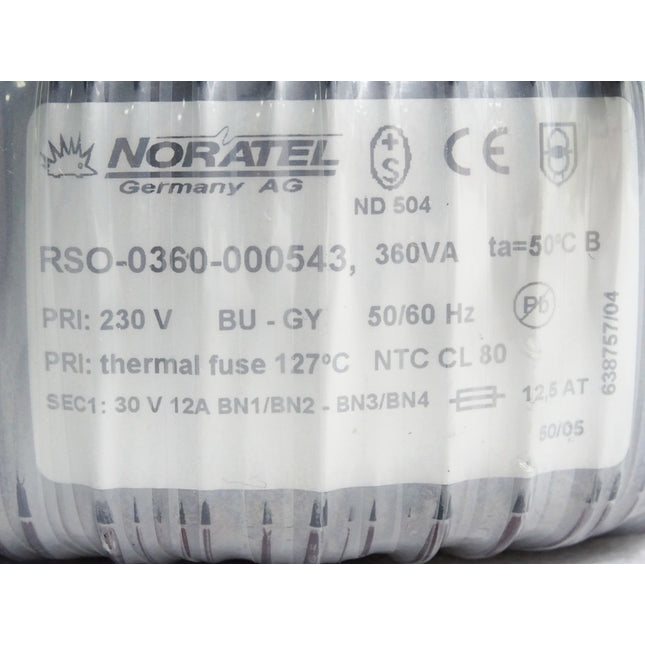 NORATEL
Germany AG
+
S
CE
ND 504
RSO-0360-000543, 360VA ta=50°C B
PRI: 230 V BU - GY 50/60 Hz
Pb
PRI: thermal fuse 127°C NTC CL 80
SEC1: 30 V 12A BN1/BN2 - BN3/BN4 12,5 AT
50/05
638757/04